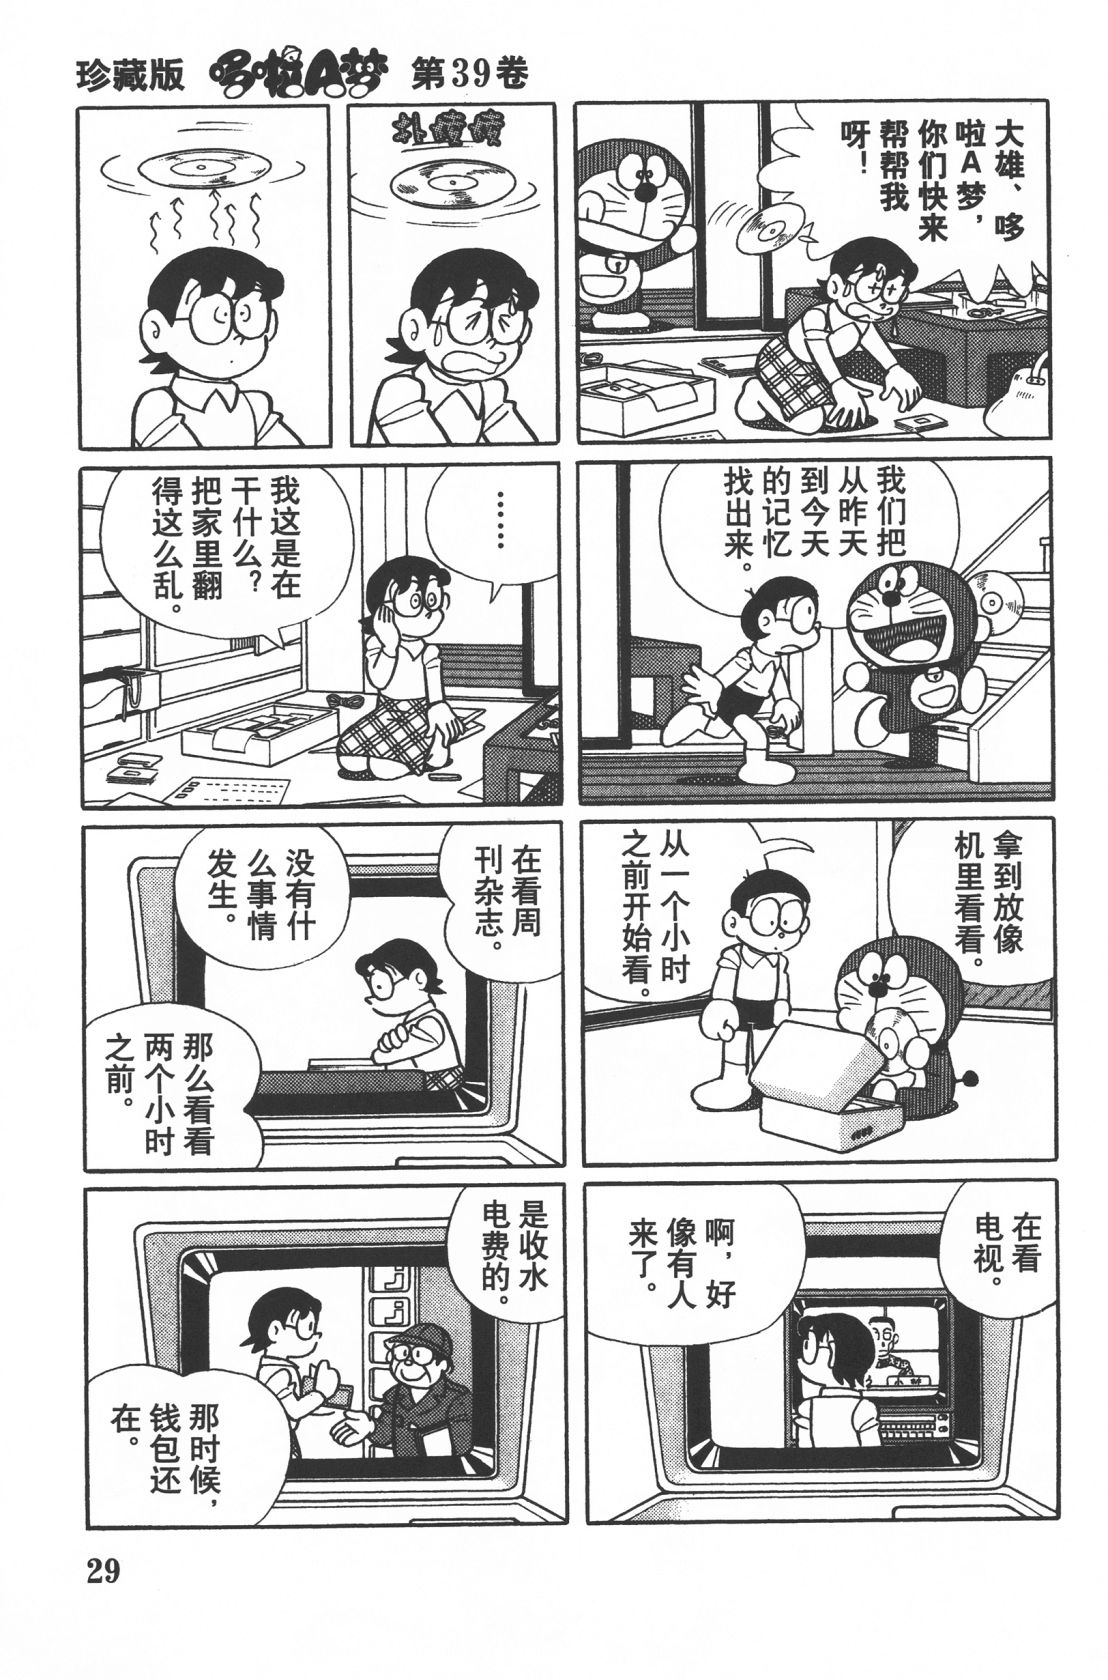 珍藏版 哆啦A梦 第39卷
大雄、哆
啦A梦，
你们快来
帮帮我
呀！
扑棱棱
我们把
从昨天
到今天
的记忆
找出来。
……
我这是在
干什么？
把家里翻
得这么乱。
拿到放像
机里看看。
从一个小时
之前开始看。
在看周
刊杂志。
没有什
么事情
发生。
那么看看
两个小时
之前。
在看
电视。
啊，好
像有人
来了。
是收水
电费的。
那时候，
钱包还
在。
29